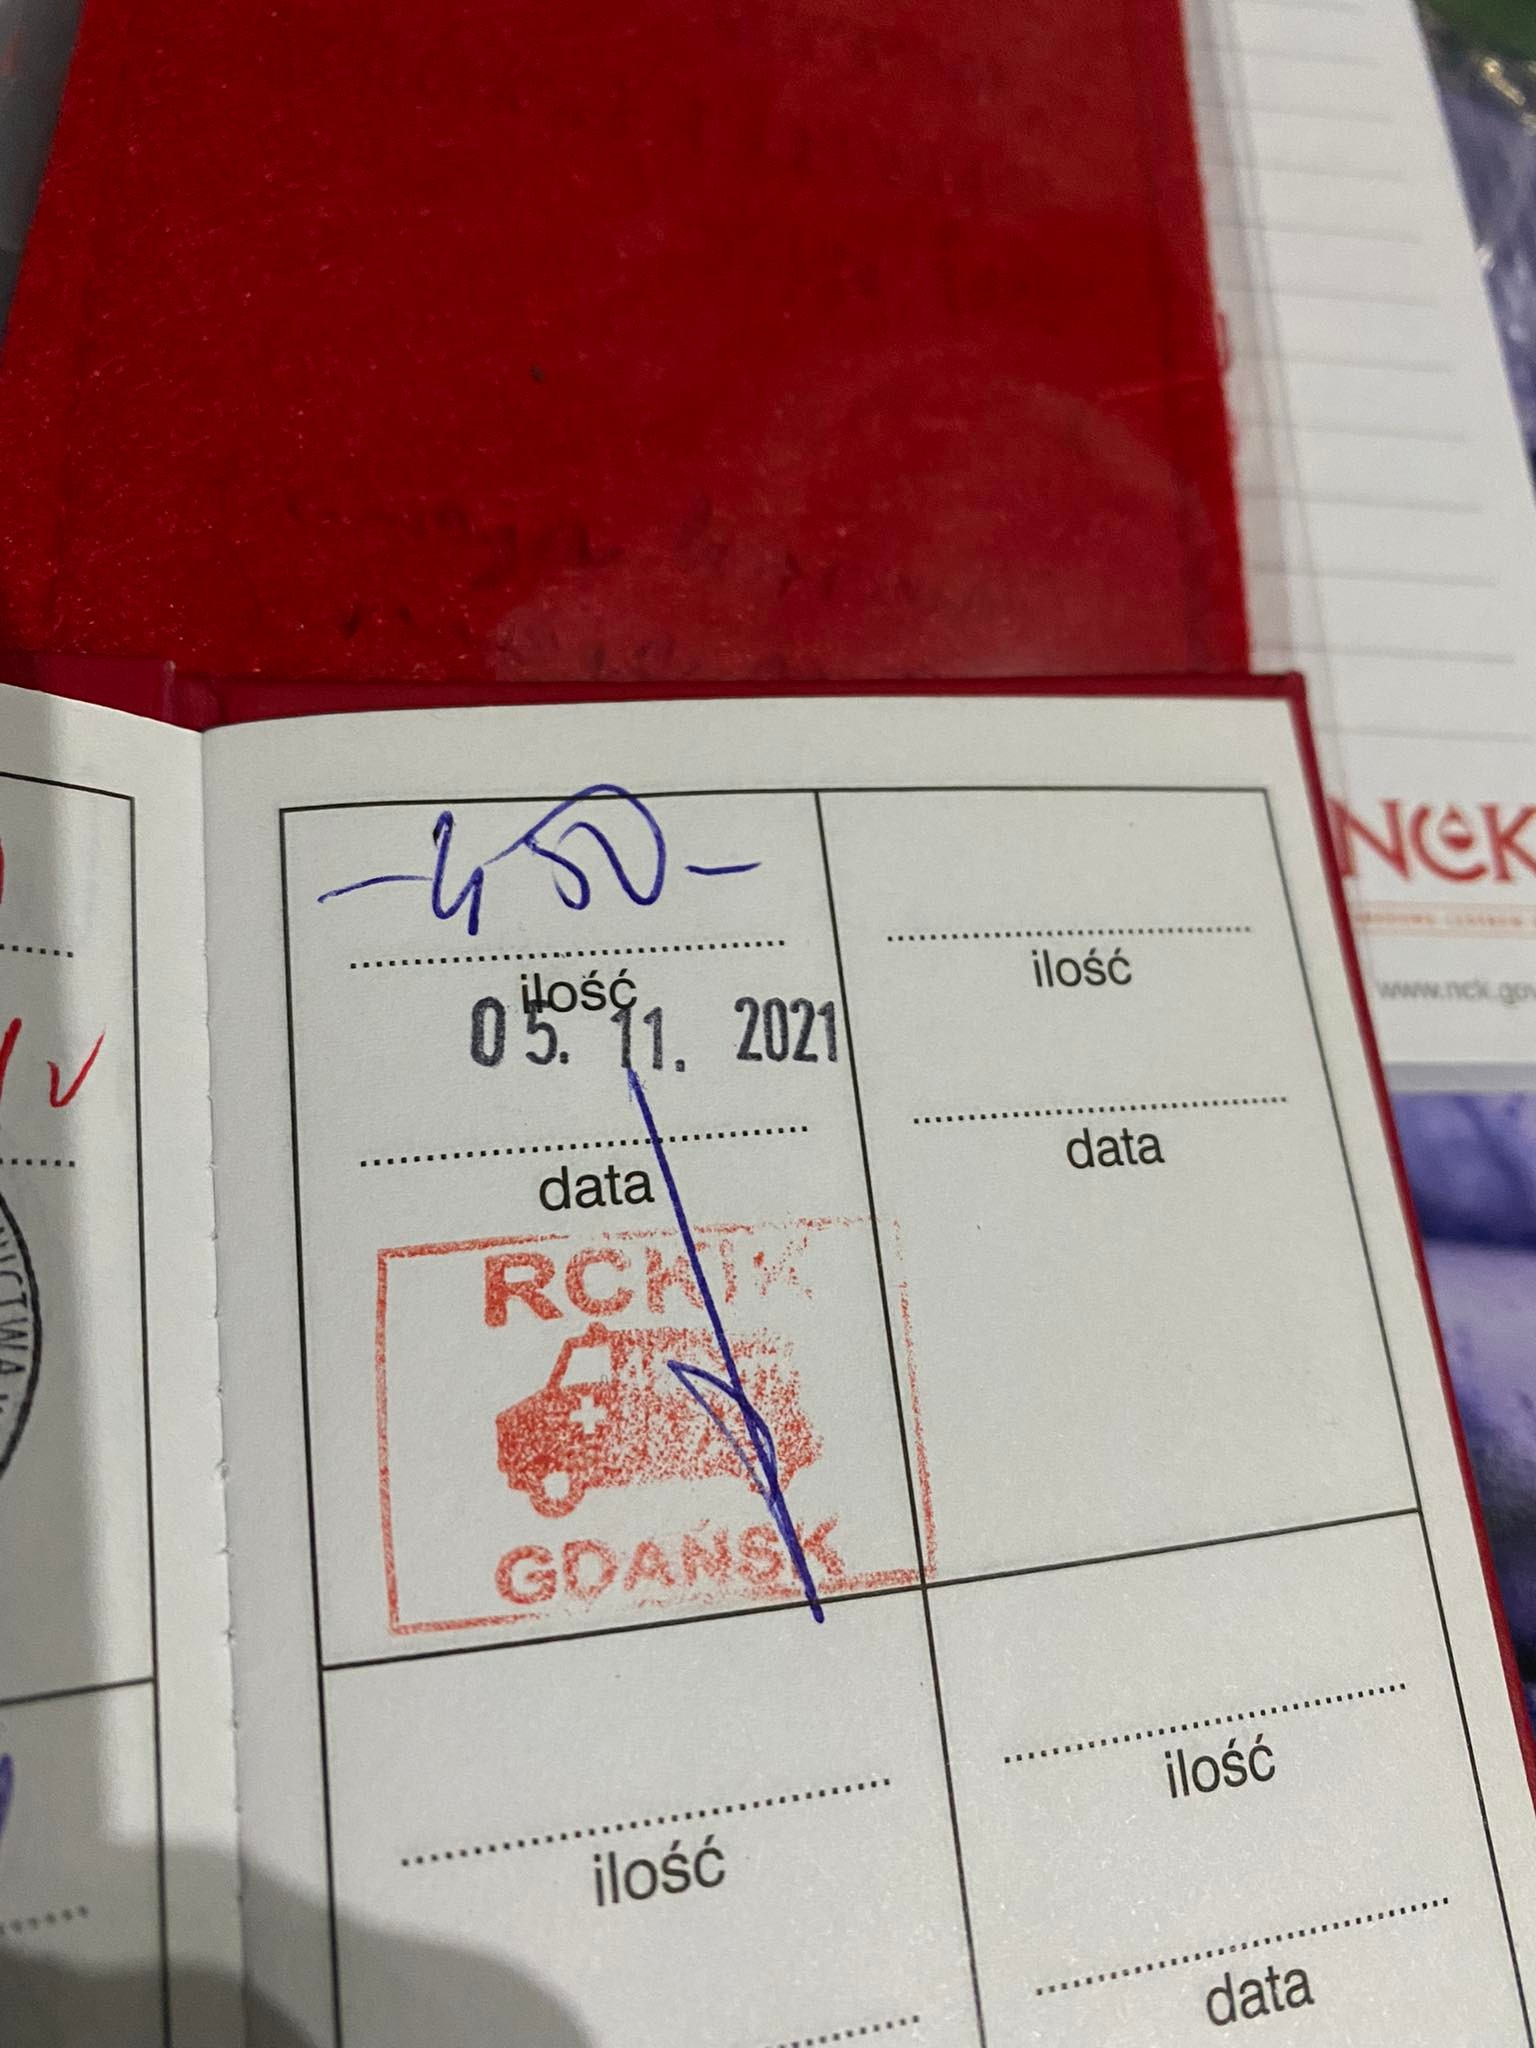 -450-
ilość
05. 11. 2021
data
RCKiK
GDAŃSK
ilość
data
ilość
ilość
data
NCK
www.nck.gov